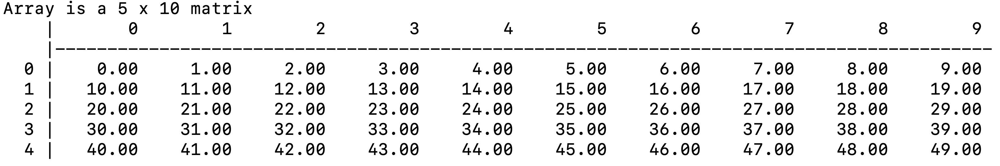 Array is a 5 x 10 matrix
    |       0        1        2        3        4        5        6        7        8        9
    |------------------------------------------------------------------------------------------
  0 |    0.00     1.00     2.00     3.00     4.00     5.00     6.00     7.00     8.00     9.00
  1 |   10.00    11.00    12.00    13.00    14.00    15.00    16.00    17.00    18.00    19.00
  2 |   20.00    21.00    22.00    23.00    24.00    25.00    26.00    27.00    28.00    29.00
  3 |   30.00    31.00    32.00    33.00    34.00    35.00    36.00    37.00    38.00    39.00
  4 |   40.00    41.00    42.00    43.00    44.00    45.00    46.00    47.00    48.00    49.00